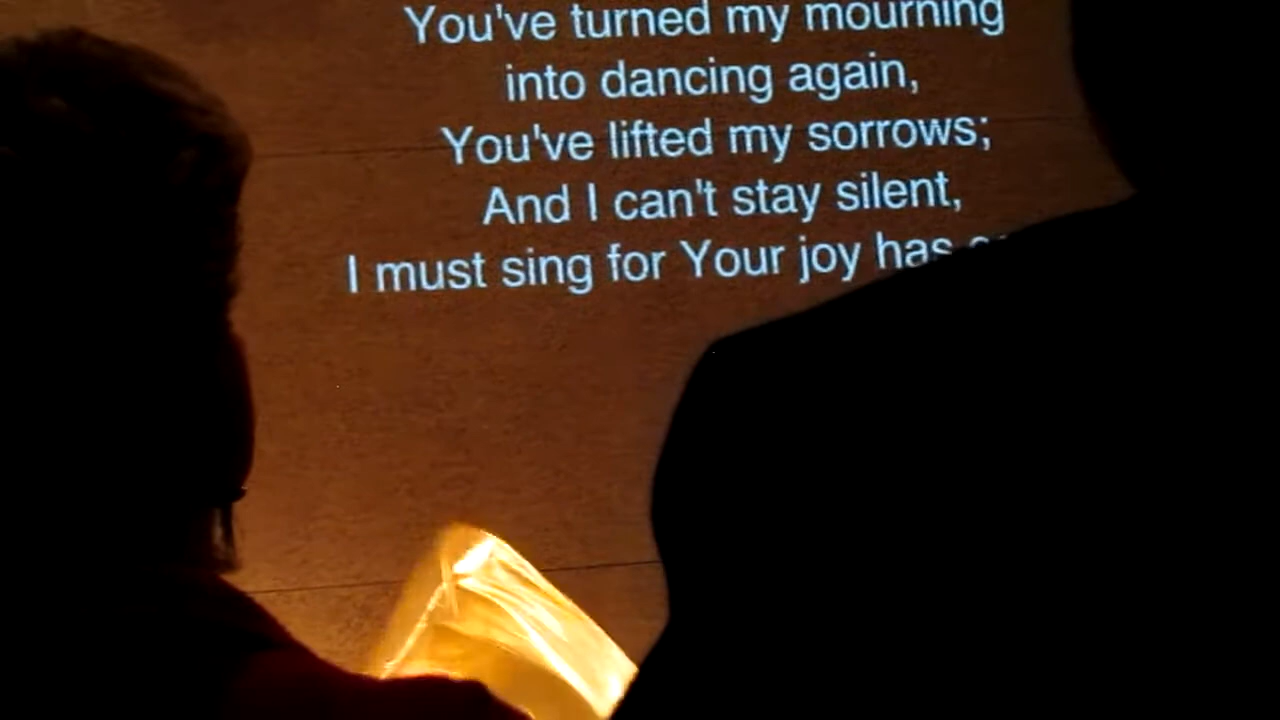 You've turned my mourning
into dancing again,
You've lifted my sorrows;
And I can't stay silent,
I must sing for Your joy has